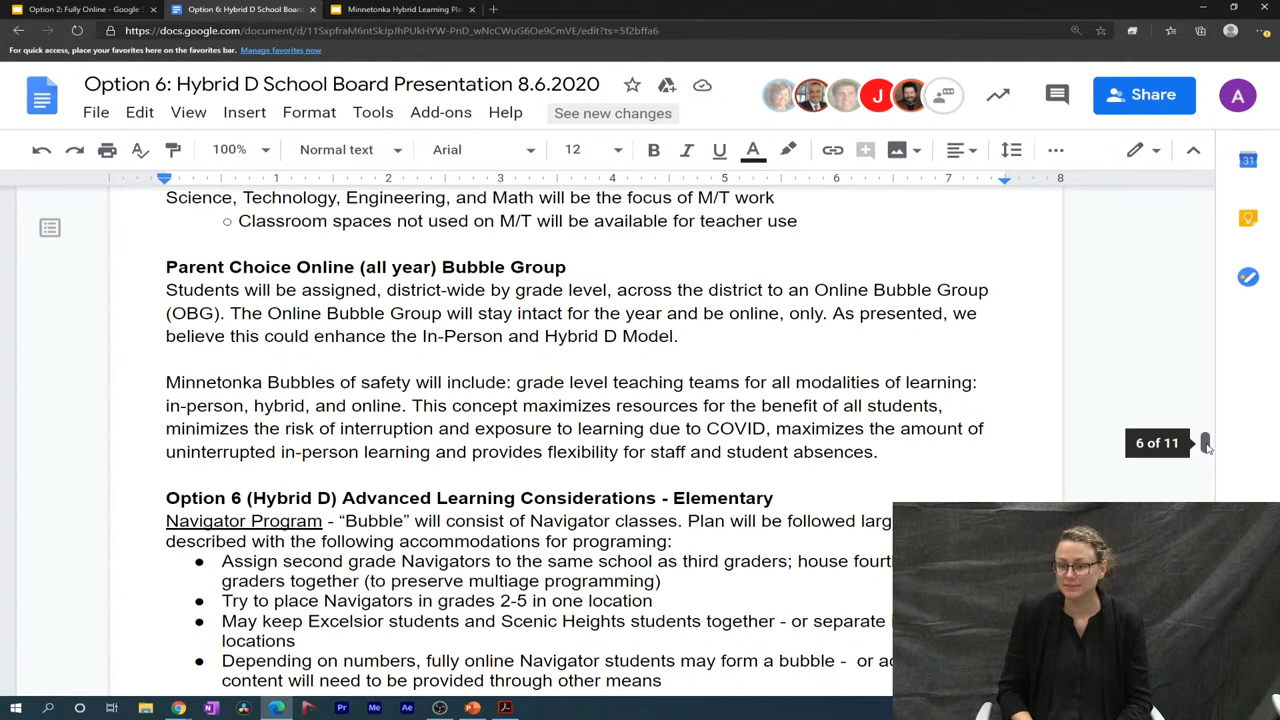 Option 2: Fully Online - Google S
Option 6: Hybrid D School Board
Minnetonka Hybrid Learning Pla
https://docs.google.com/document/d/11SxpfraM6ntSkJpJhPUkHYW-PnD_wNcCWuG6Oe9CmVE/edit?ts=5f2bffa6
For quick access, place your favorites here on the favorites bar. Manage favorites now
Option 6: Hybrid D School Board Presentation 8.6.2020
J
Share
A
File Edit View Insert Format Tools Add-ons Help See new changes
100% Normal text Arial 12 B I U A
1 2 3 4 5 6 7 8
31
Science, Technology, Engineering, and Math will be the focus of M/T work
○ Classroom spaces not used on M/T will be available for teacher use
Parent Choice Online (all year) Bubble Group
Students will be assigned, district-wide by grade level, across the district to an Online Bubble Group
(OBG). The Online Bubble Group will stay intact for the year and be online, only. As presented, we
believe this could enhance the In-Person and Hybrid D Model.
Minnetonka Bubbles of safety will include: grade level teaching teams for all modalities of learning:
in-person, hybrid, and online. This concept maximizes resources for the benefit of all students,
minimizes the risk of interruption and exposure to learning due to COVID, maximizes the amount of
uninterrupted in-person learning and provides flexibility for staff and student absences.
6 of 11
Option 6 (Hybrid D) Advanced Learning Considerations - Elementary
Navigator Program - “Bubble” will consist of Navigator classes. Plan will be followed larg
described with the following accommodations for programing:
● Assign second grade Navigators to the same school as third graders; house fourt
graders together (to preserve multiage programming)
● Try to place Navigators in grades 2-5 in one location
● May keep Excelsior students and Scenic Heights students together - or separate i
locations
● Depending on numbers, fully online Navigator students may form a bubble - or ac
content will need to be provided through other means
Pr Me Ae